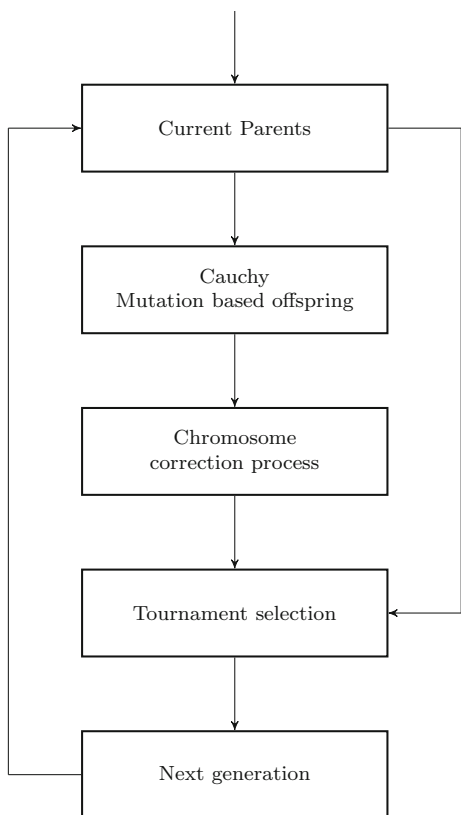 Current Parents
Cauchy
Mutation based offspring
Chromosome
correction process
Tournament selection
Next generation